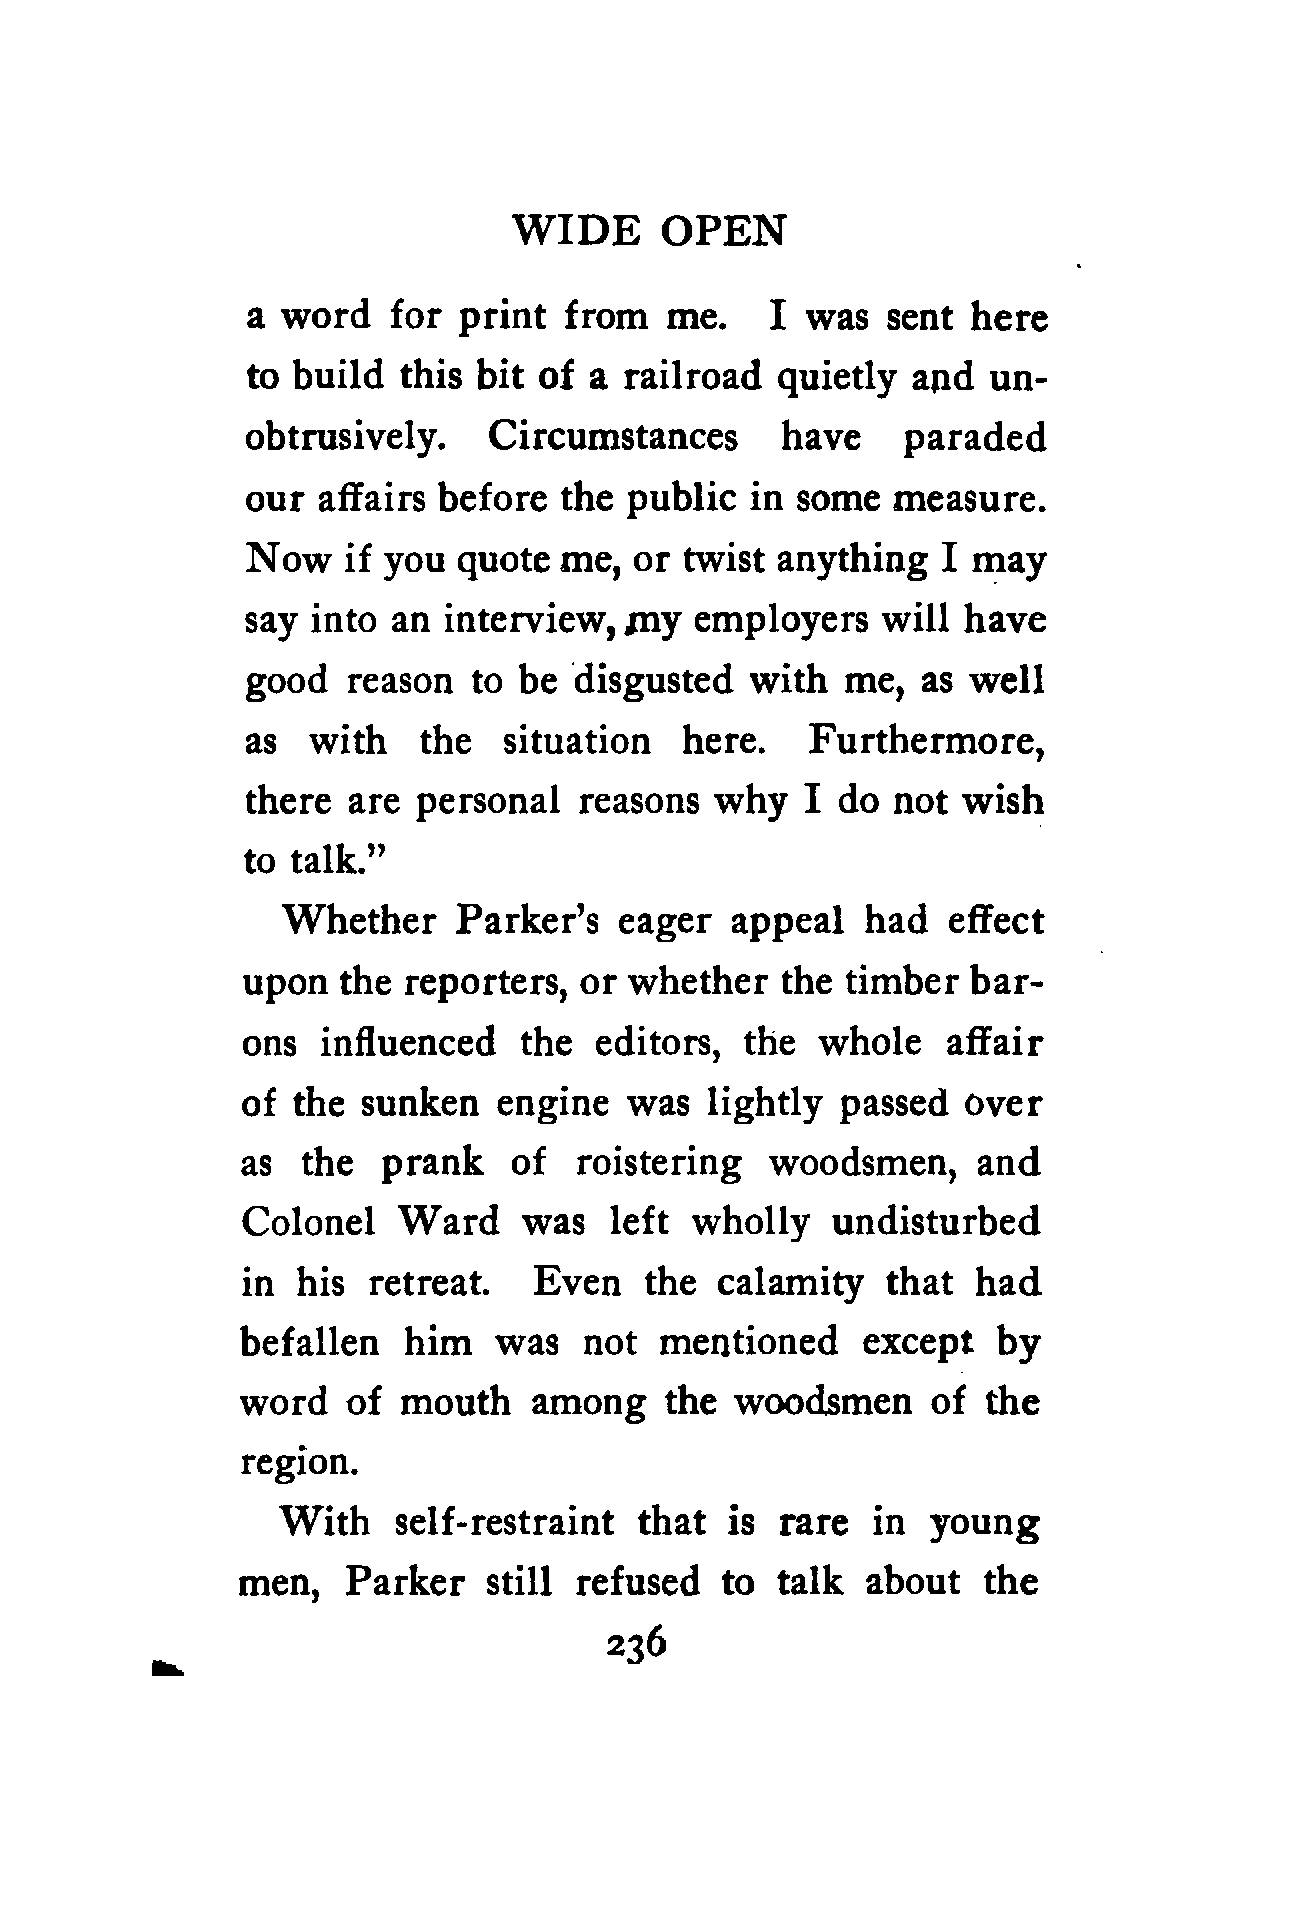 WIDE OPEN
a word for print from me. I was sent here
to build this bit of a railroad quietly and un-
obtrusively. Circumstances have paraded
our affairs before the public in some measure.
Now if you quote me, or twist anything I may
say into an interview, my employers will have
good reason to be disgusted with me, as well
as with the situation here. Furthermore,
there are personal reasons why I do not wish
to talk.”
Whether Parker’s eager appeal had effect
upon the reporters, or whether the timber bar-
ons influenced the editors, the whole affair
of the sunken engine was lightly passed over
as the prank of roistering woodsmen, and
Colonel Ward was left wholly undisturbed
in his retreat. Even the calamity that had
befallen him was not mentioned except by
word of mouth among the woodsmen of the
region.
With self-restraint that is rare in young
men, Parker still refused to talk about the
236